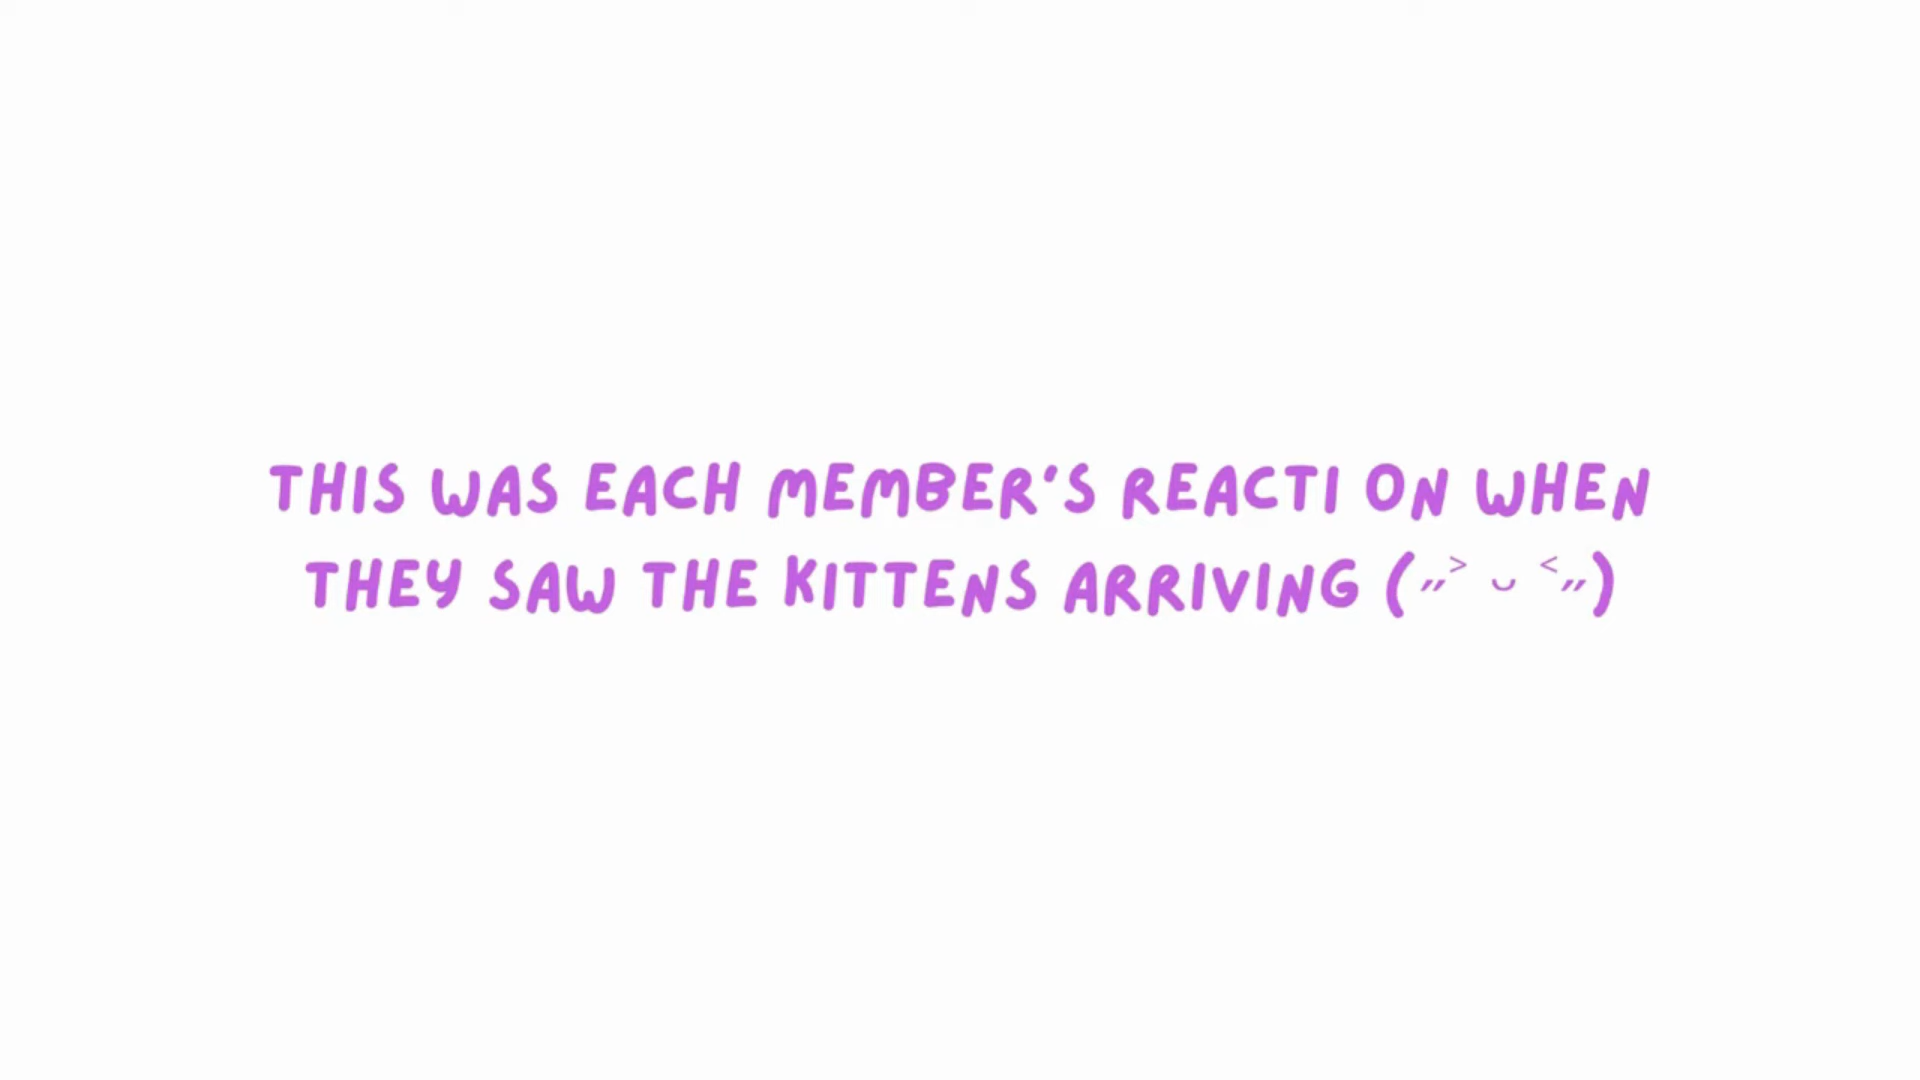 THIS WAS EACH MEMBER'S REACTI ON WHEN
THEY SAW THE KITTENS ARRIVING (˶˃ ᵕ ˂˶)